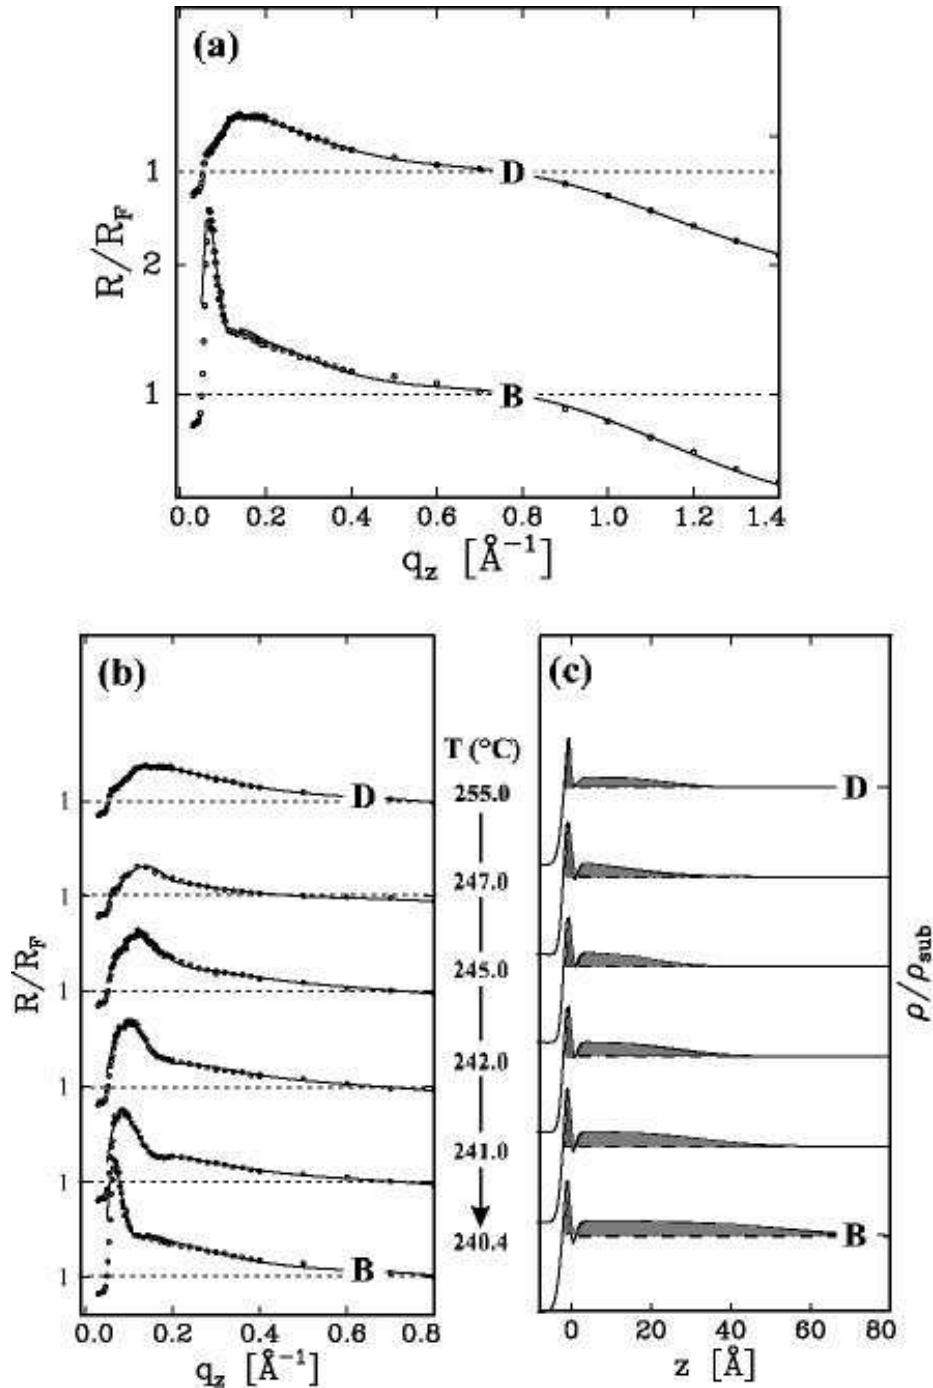 (a)
1
D
R/R_F
2
1
B
0.0 0.2 0.4 0.6 0.8 1.0 1.2 1.4
q_z [Å⁻¹]
(b)
T (°C)
(c)
1
D
255.0
D
1
247.0
1
245.0
R/R_F
ρ/ρ_sub
1
242.0
1
241.0
1
B
240.4
B
0.0 0.2 0.4 0.6 0.8
0 20 40 60 80
q_z [Å⁻¹]
z [Å]